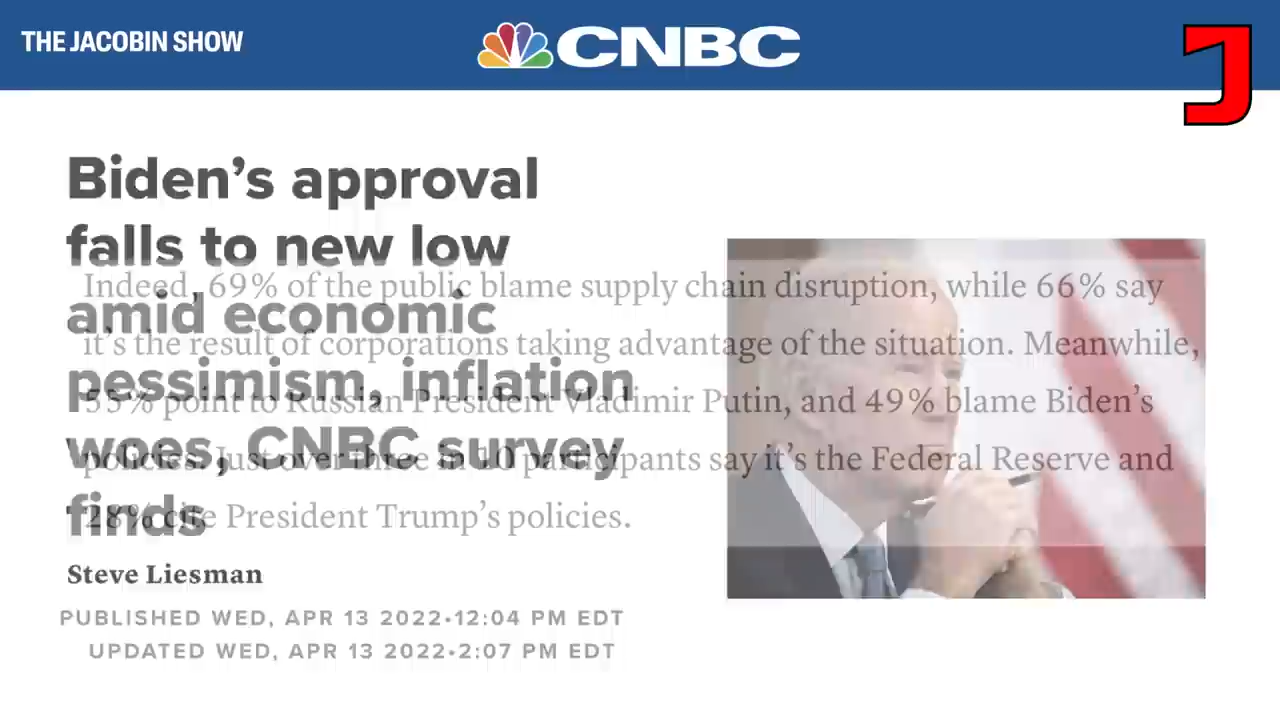 THE JACOBIN SHOW
CNBC
J
Biden's approval
falls to new low
amid economic
pessimism, inflation
woes, CNBC survey
finds
Indeed, 69% of the public blame supply chain disruption, while 66% say
it's the result of corporations taking advantage of the situation. Meanwhile,
55% point to Russian President Vladimir Putin, and 49% blame Biden's
policies. Just over three in 10 participants say it's the Federal Reserve and
28% cite President Trump's policies.
Steve Liesman
PUBLISHED WED, APR 13 2022•12:04 PM EDT
UPDATED WED, APR 13 2022•2:07 PM EDT